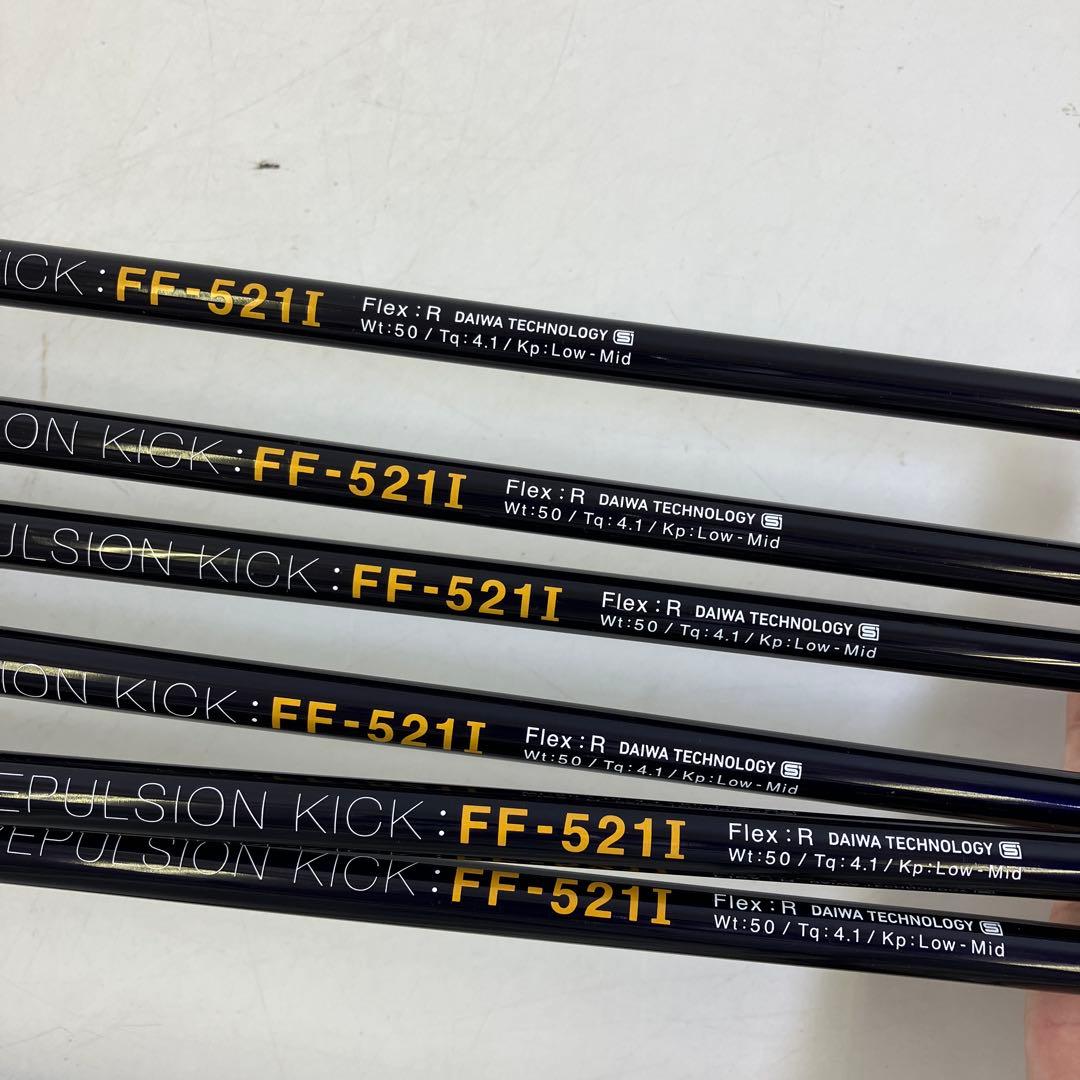 ICK : FF-521I Flex : R DAIWA TECHNOLOGY
Wt:50 / Tq:4.1 / Kp:Low-Mid
ON KICK : FF-521I Flex : R DAIWA TECHNOLOGY
Wt:50 / Tq:4.1 / Kp:Low-Mid
ULSION KICK : FF-521I Flex : R DAIWA TECHNOLOGY
Wt:50 / Tq:4.1 / Kp:Low-Mid
ION KICK : FF-521I Flex : R DAIWA TECHNOLOGY
Wt:50 / Tq:4.1 / Kp:Low-Mid
EPULSION KICK : FF-521I Flex : R DAIWA TECHNOLOGY
Wt:50 / Tq:4.1 / Kp:Low-Mid
EPULSION KICK : FF-521I Flex : R DAIWA TECHNOLOGY
Wt:50 / Tq:4.1 / Kp:Low-Mid